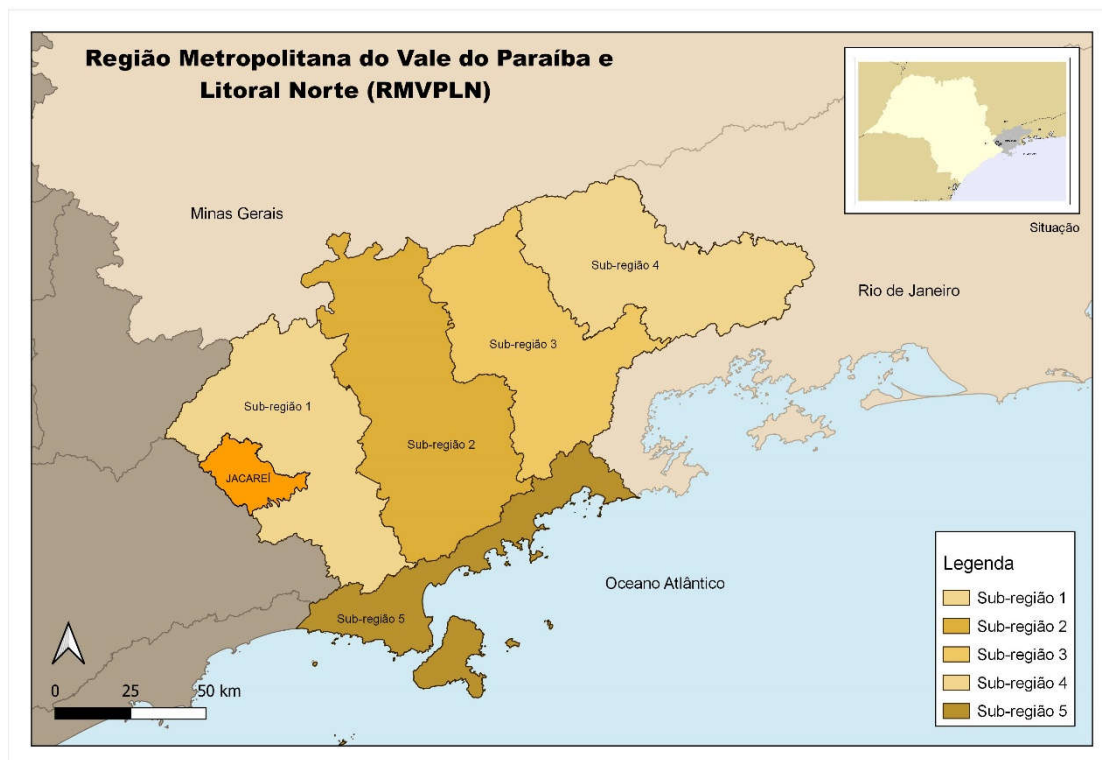 Região Metropolitana do Vale do Paraíba e
Litoral Norte (RMVPLN)
Situação
Minas Gerais
Rio de Janeiro
Sub-região 4
Sub-região 3
Sub-região 1
Sub-região 2
JACAREÍ
Sub-região 5
Oceano Atlântico
Legenda
Sub-região 1
Sub-região 2
Sub-região 3
Sub-região 4
Sub-região 5
0 25 50 km